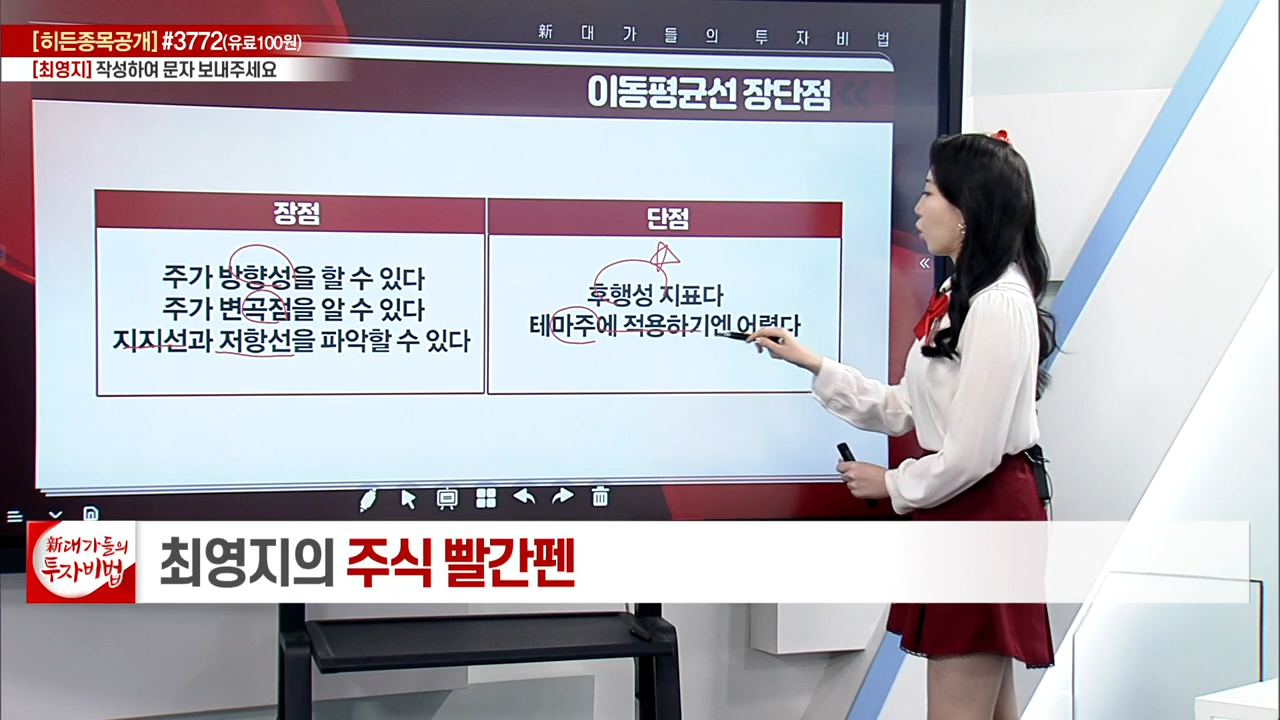 [히든종목공개] #3772(유료100원)
[최영지] 작성하여 문자 보내주세요
新대가들의 투자비법
이동평균선 장단점
장점
주가 방향성을 할 수 있다
주가 변곡점을 알 수 있다
지지선과 저항선을 파악할 수 있다
단점
후행성 지표다
테마주에 적용하기엔 어렵다
新대가들의
투자비법
최영지의 주식 빨간펜